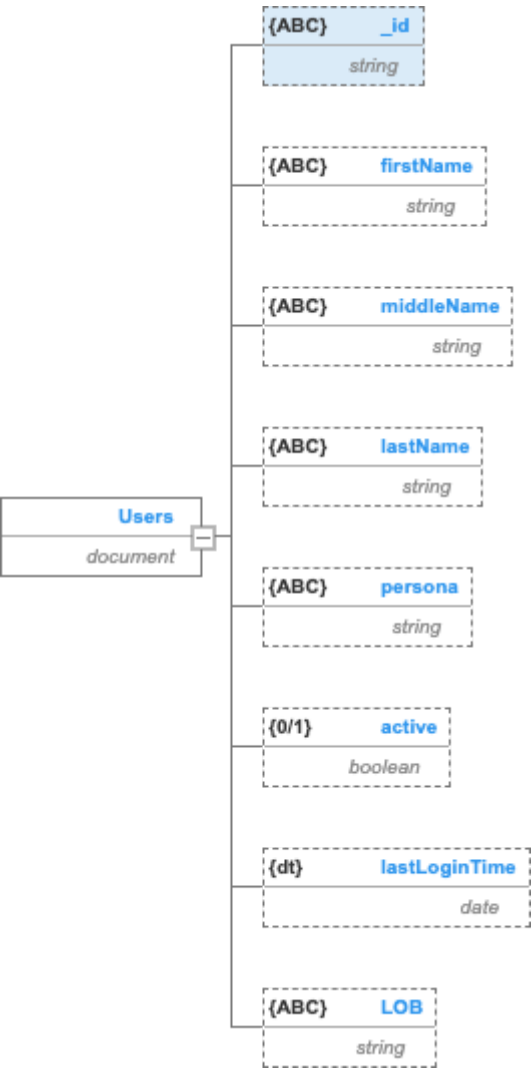 {ABC} _id
string
{ABC} firstName
string
{ABC} middleName
string
{ABC} lastName
string
Users
document
{ABC} persona
string
{0/1} active
boolean
{dt} lastLoginTime
date
{ABC} LOB
string